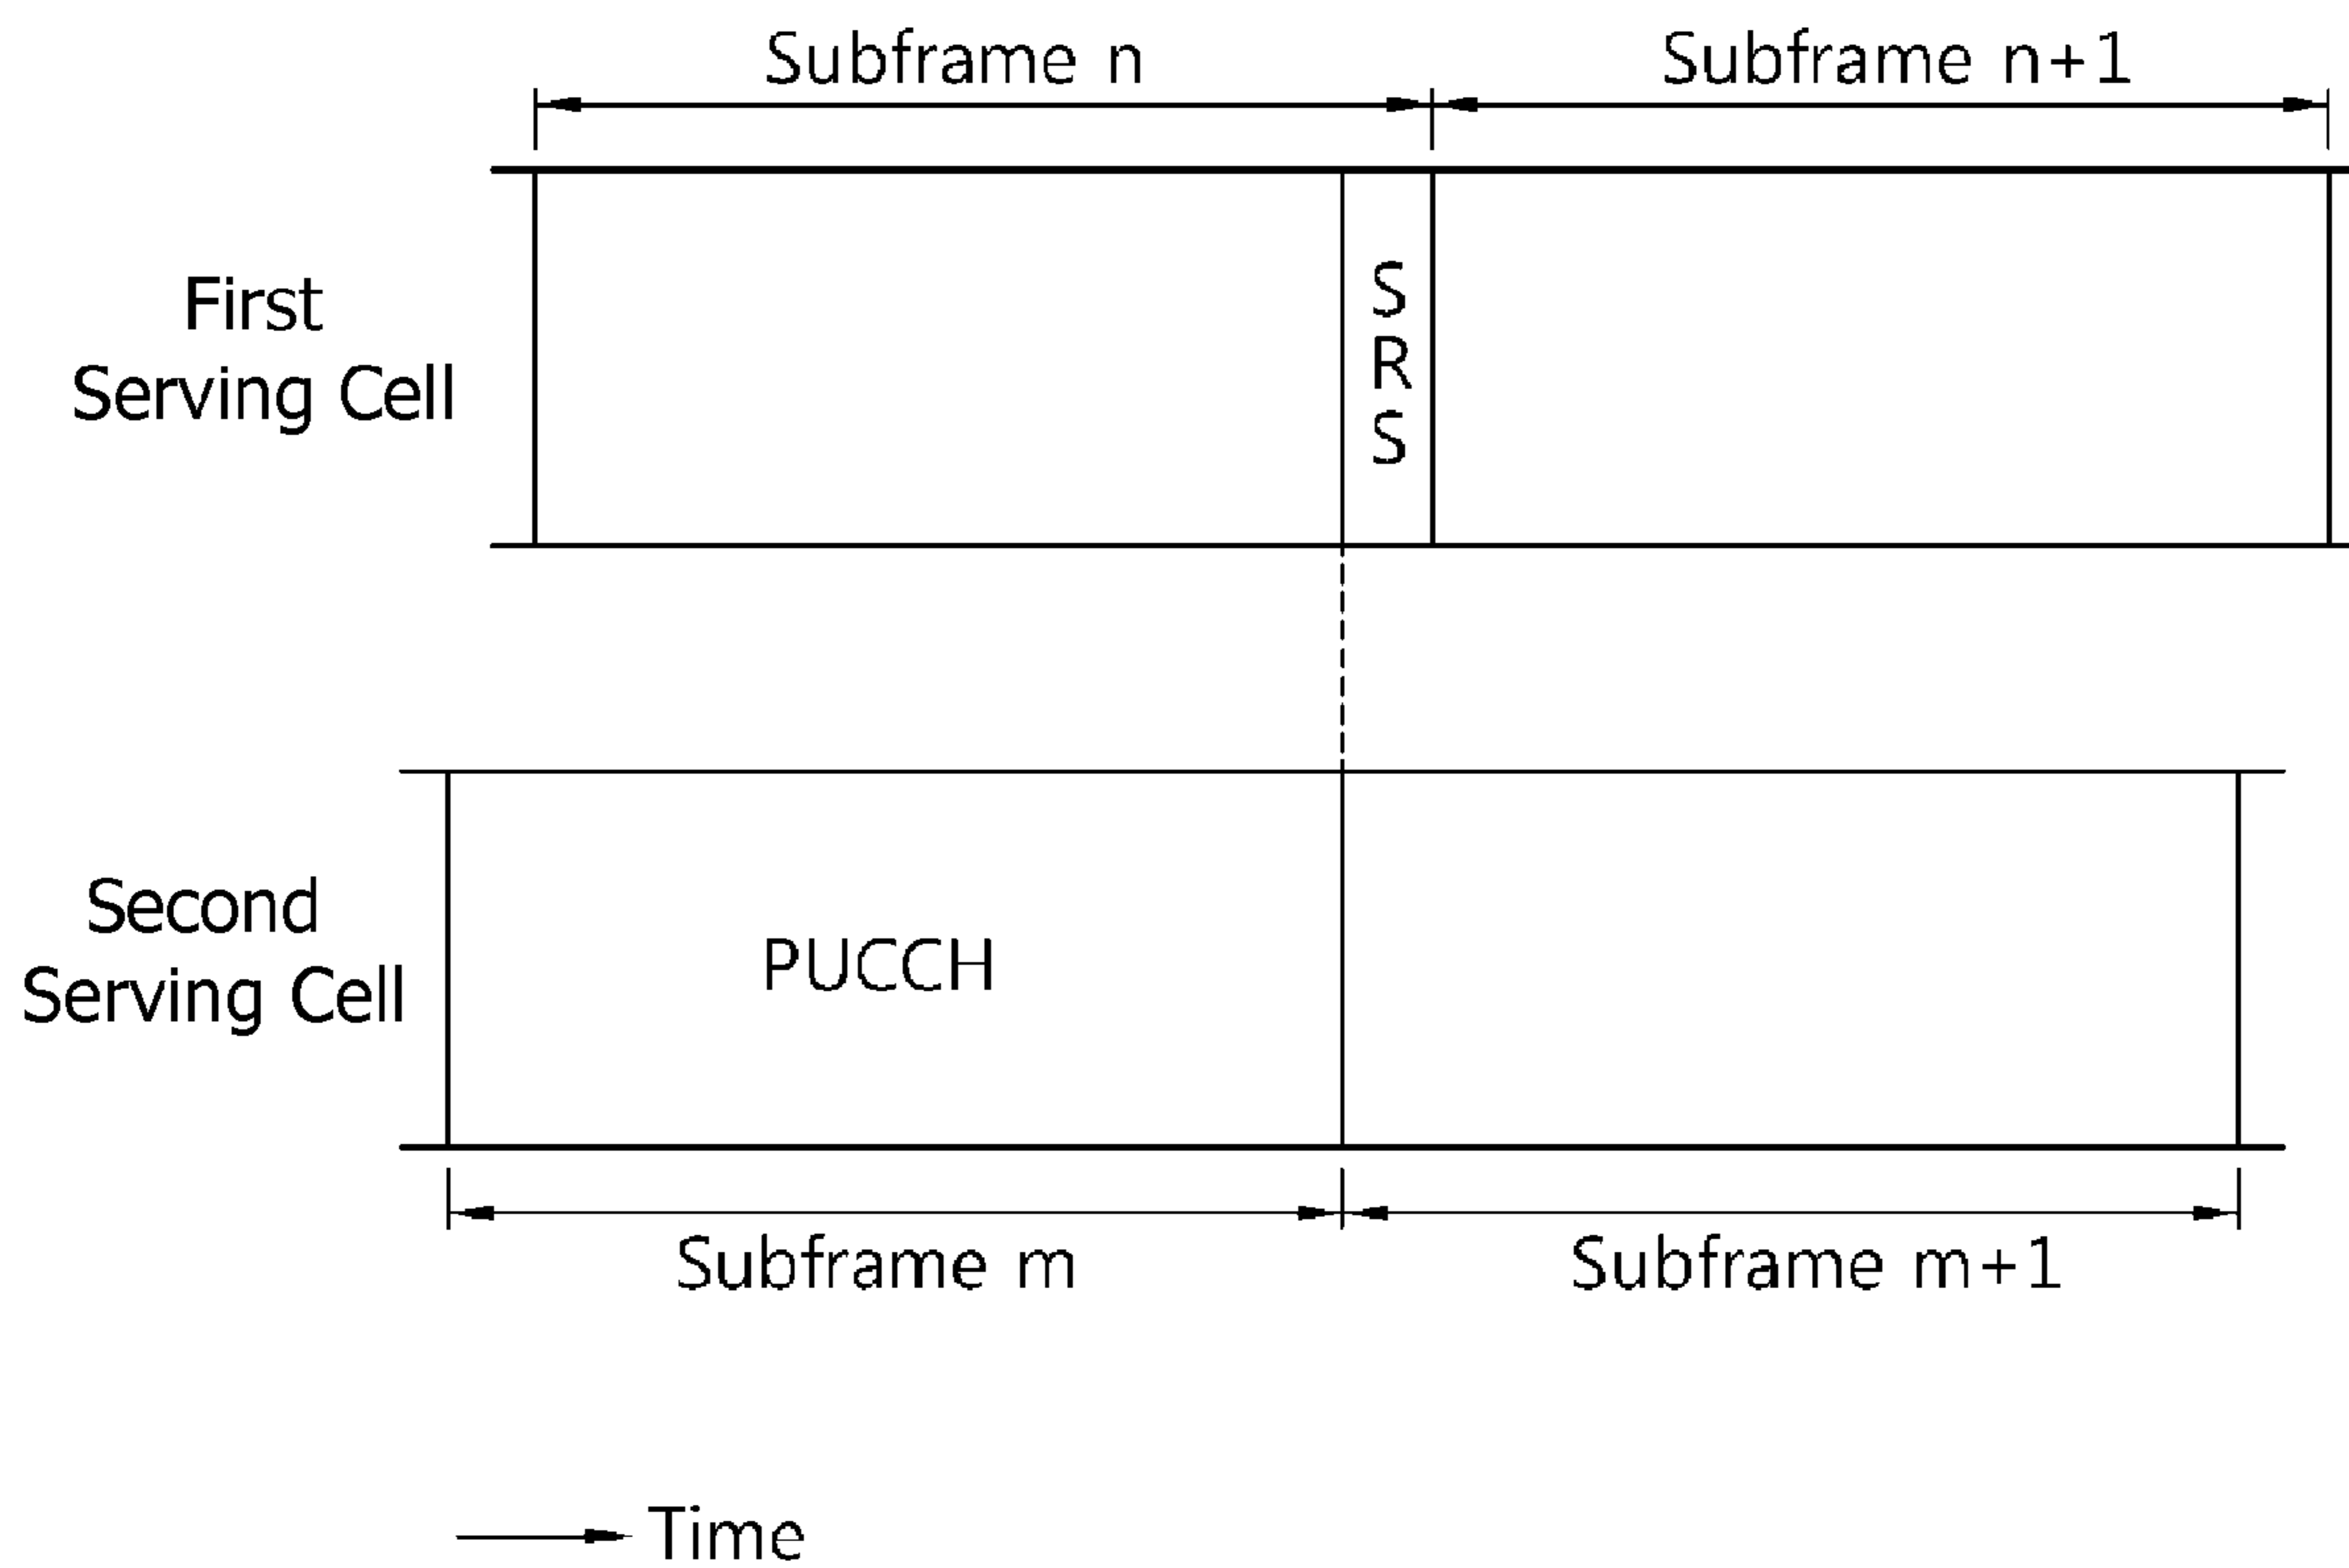 Subframe n
Subframe n+1
First
Serving Cell
S
R
S
Second
Serving Cell
PUCCH
Subframe m
Subframe m+1
Time